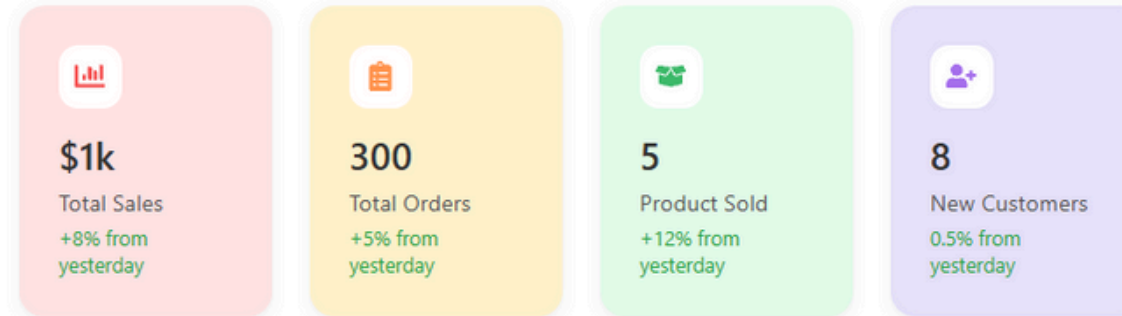 $1k
Total Sales
+8% from
yesterday
300
Total Orders
+5% from
yesterday
5
Product Sold
+12% from
yesterday
8
New Customers
0.5% from
yesterday